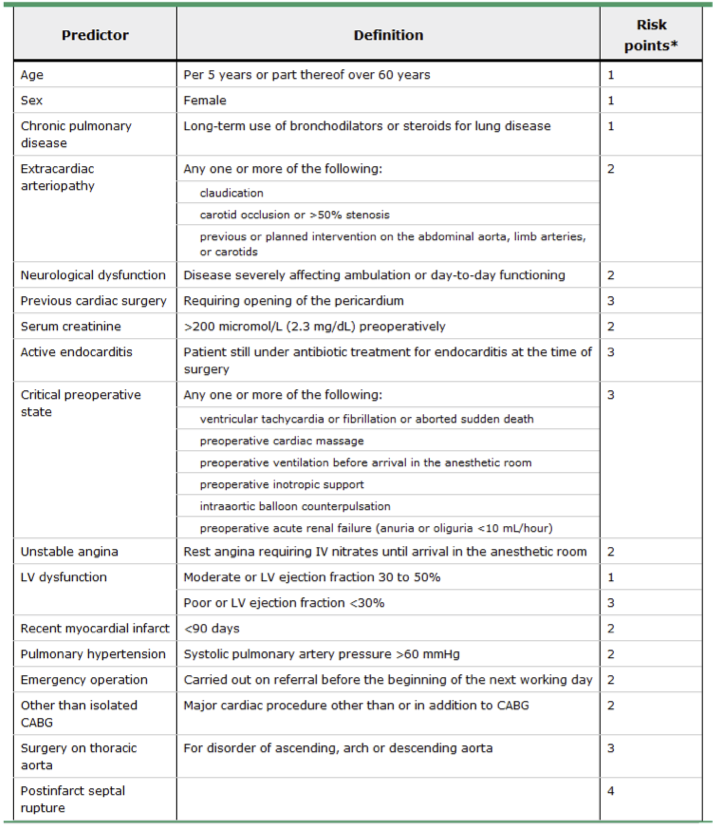 Predictor Definition Risk
points*
Age Per 5 years or part thereof over 60 years 1
Sex Female 1
Chronic pulmonary Long-term use of bronchodilators or steroids for lung disease 1
disease
Extracardiac Any one or more of the following: 2
arteriopathy
claudication
carotid occlusion or >50% stenosis
previous or planned intervention on the abdominal aorta, limb arteries,
or carotids
Neurological dysfunction Disease severely affecting ambulation or day-to-day functioning 2
Previous cardiac surgery Requiring opening of the pericardium 3
Serum creatinine >200 micromol/L (2.3 mg/dL) preoperatively 2
Active endocarditis Patient still under antibiotic treatment for endocarditis at the time of 3
surgery
Critical preoperative Any one or more of the following: 3
state
ventricular tachycardia or fibrillation or aborted sudden death
preoperative cardiac massage
preoperative ventilation before arrival in the anesthetic room
preoperative inotropic support
intraaortic balloon counterpulsation
preoperative acute renal failure (anuria or oliguria <10 mL/hour)
Unstable angina Rest angina requiring IV nitrates until arrival in the anesthetic room 2
LV dysfunction Moderate or LV ejection fraction 30 to 50% 1
Poor or LV ejection fraction <30% 3
Recent myocardial infarct <90 days 2
Pulmonary hypertension Systolic pulmonary artery pressure >60 mmHg 2
Emergency operation Carried out on referral before the beginning of the next working day 2
Other than isolated Major cardiac procedure other than or in addition to CABG 2
CABG
Surgery on thoracic For disorder of ascending, arch or descending aorta 3
aorta
Postinfarct septal 4
rupture